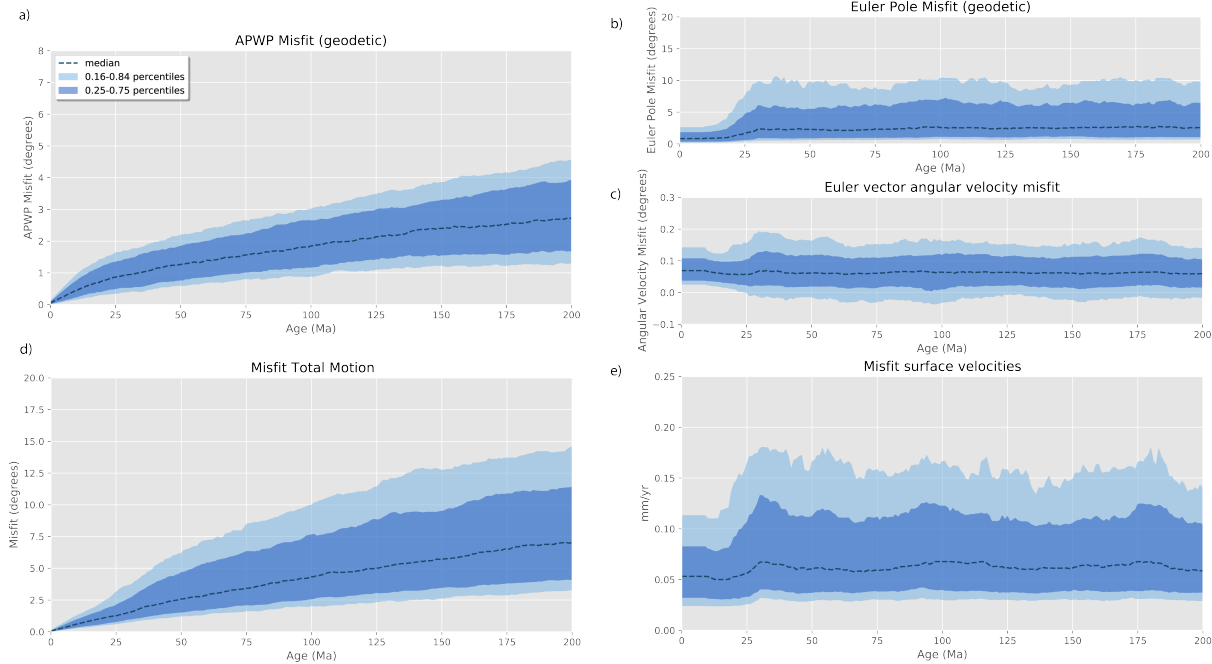 a)
APWP Misfit (geodetic)
median
0.16-0.84 percentiles
0.25-0.75 percentiles
APWP Misfit (degrees)
8
7
6
5
4
3
2
1
0
0 25 50 75 100 125 150 175 200
Age (Ma)
b)
Euler Pole Misfit (geodetic)
Euler Pole Misfit (degrees)
20
15
10
5
0
0 25 50 75 100 125 150 175 200
Age (Ma)
c)
Euler vector angular velocity misfit
Angular Velocity Misfit (degrees)
0.3
0.2
0.1
0.0
−0.1
0 25 50 75 100 125 150 175 200
Age (Ma)
d)
Misfit Total Motion
Misfit (degrees)
20.0
17.5
15.0
12.5
10.0
7.5
5.0
2.5
0.0
0 25 50 75 100 125 150 175 200
Age (Ma)
e)
Misfit surface velocities
mm/yr
0.25
0.20
0.15
0.10
0.05
0.00
0 25 50 75 100 125 150 175 200
Age (Ma)